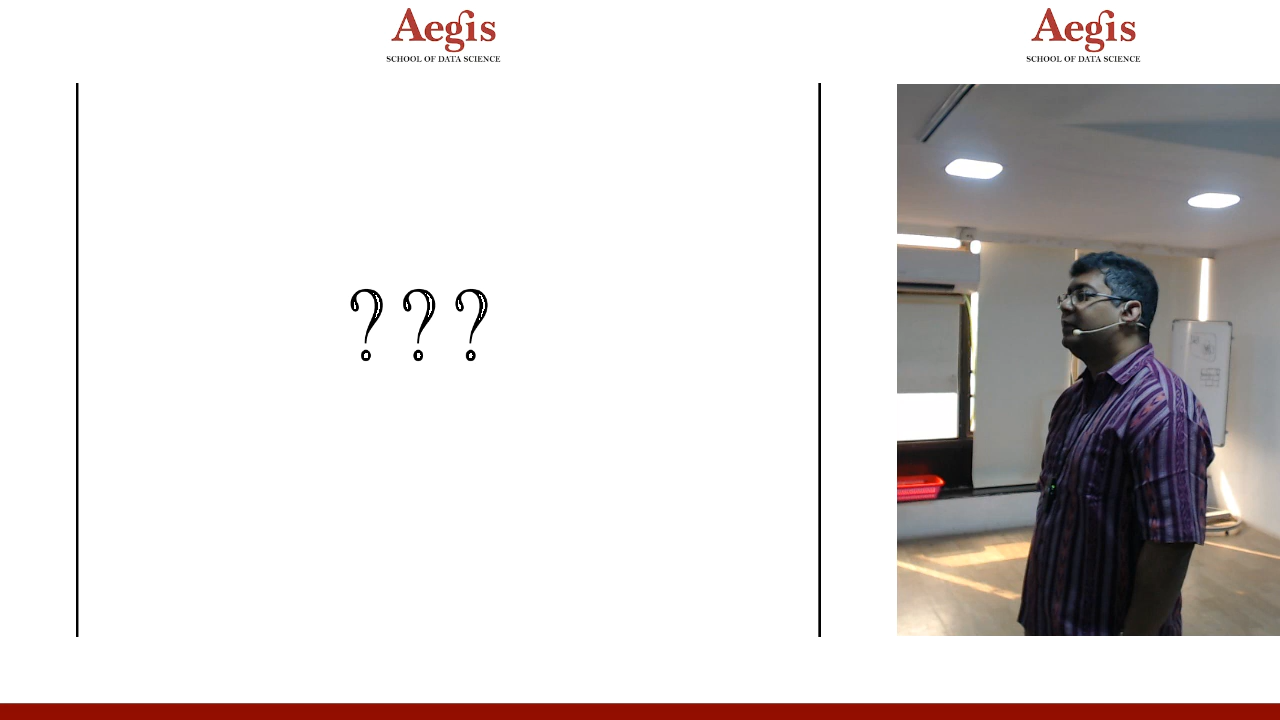 Aegis
SCHOOL OF DATA SCIENCE
Aegis
SCHOOL OF DATA SCIENCE
? ? ?